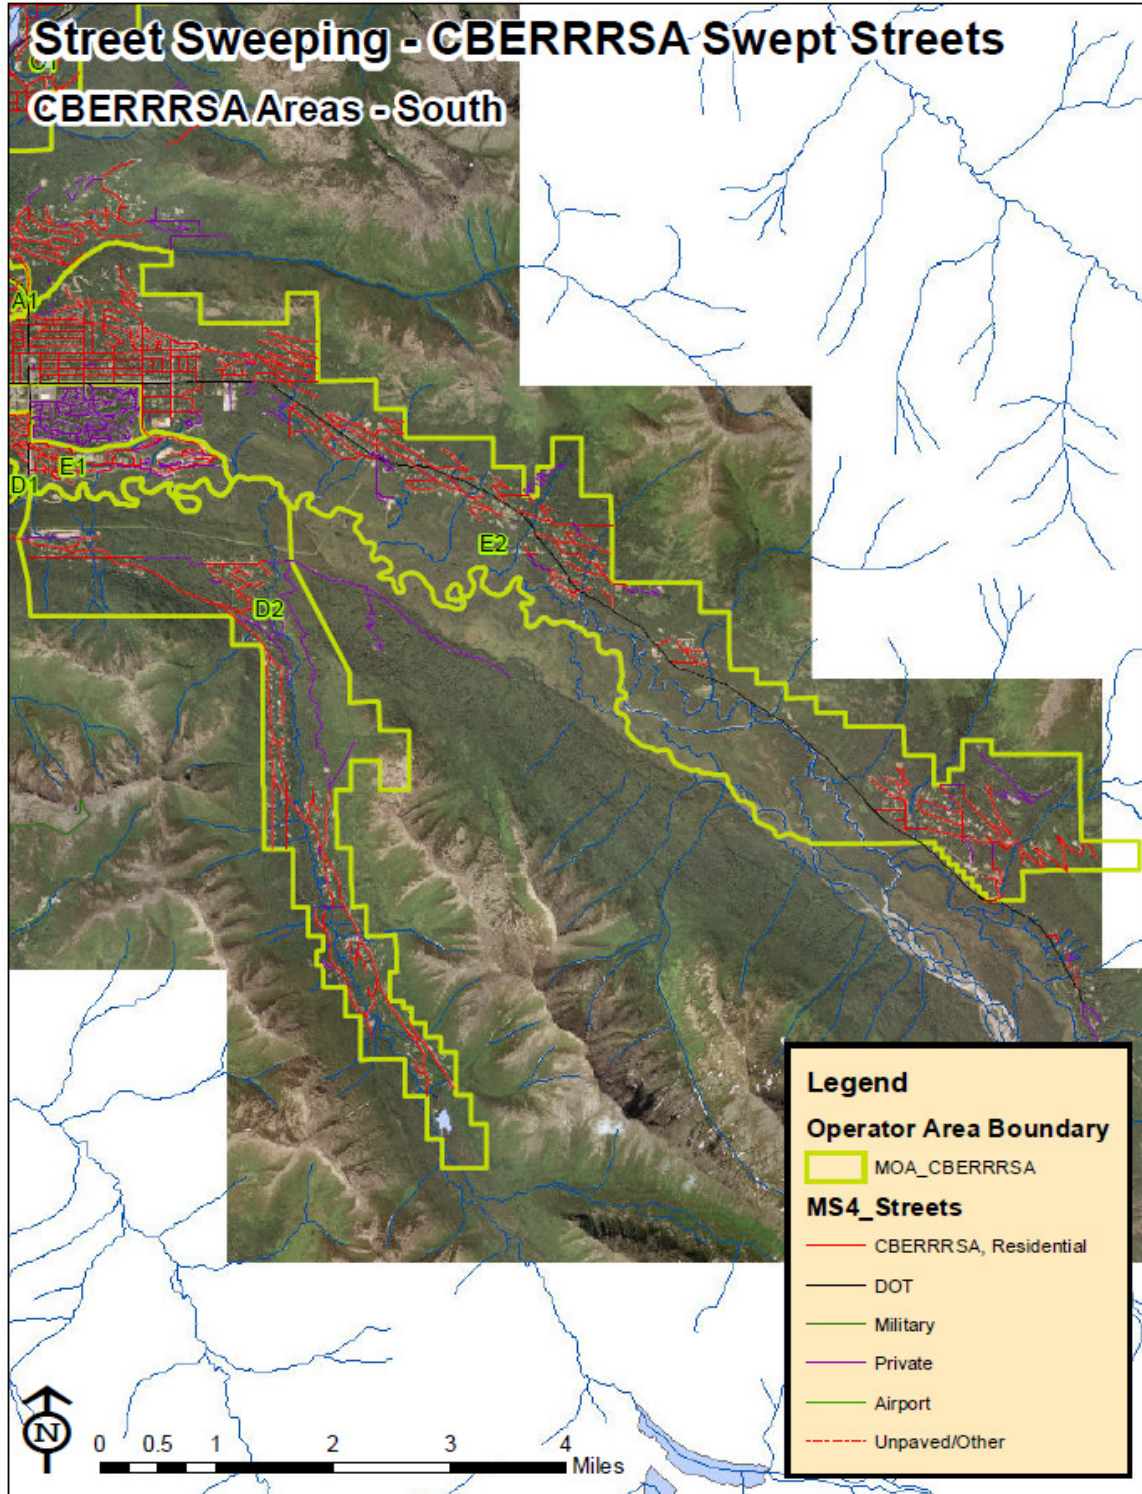 Street Sweeping - CBERRRSA Swept Streets
C1
CBERRRSA Areas - South
A1
E1
D1
E2
D2
Legend
Operator Area Boundary
MOA_CBERRRSA
MS4_Streets
CBERRRSA, Residential
DOT
Military
Private
Airport
Unpaved/Other
N
0 0.5 1 2 3 4
Miles